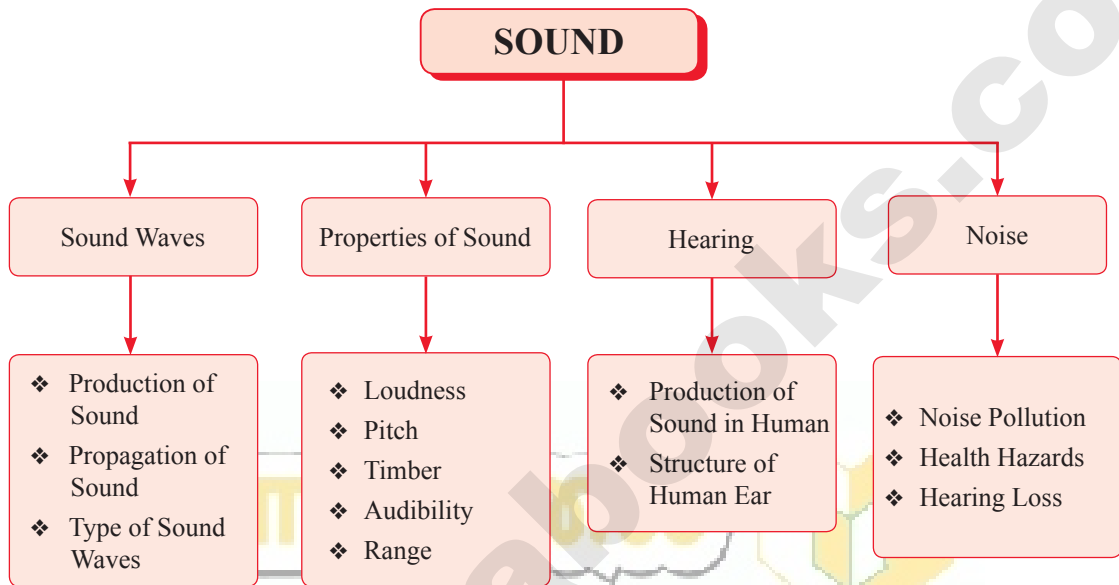 SOUND
Sound Waves
Properties of Sound
Hearing
Noise
❖ Production of
Sound
❖ Propagation of
Sound
❖ Type of Sound
Waves
❖ Loudness
❖ Pitch
❖ Timber
❖ Audibility
❖ Range
❖ Production of
Sound in Human
❖ Structure of
Human Ear
❖ Noise Pollution
❖ Health Hazards
❖ Hearing Loss
abooks.co